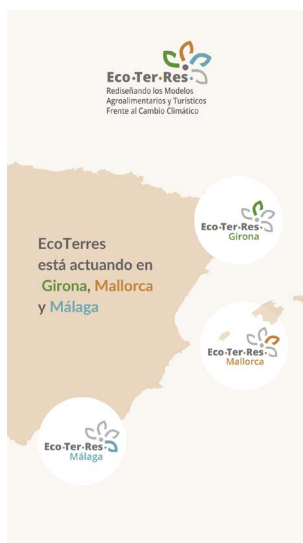 Eco·Ter·Res·
Rediseñando los Modelos
Agroalimentarios y Turísticos
Frente al Cambio Climático
Eco·Ter·Res·
Girona
EcoTerres
está actuando en
Girona, Mallorca
y Málaga
Eco·Ter·Res·
Mallorca
Eco·Ter·Res·
Málaga